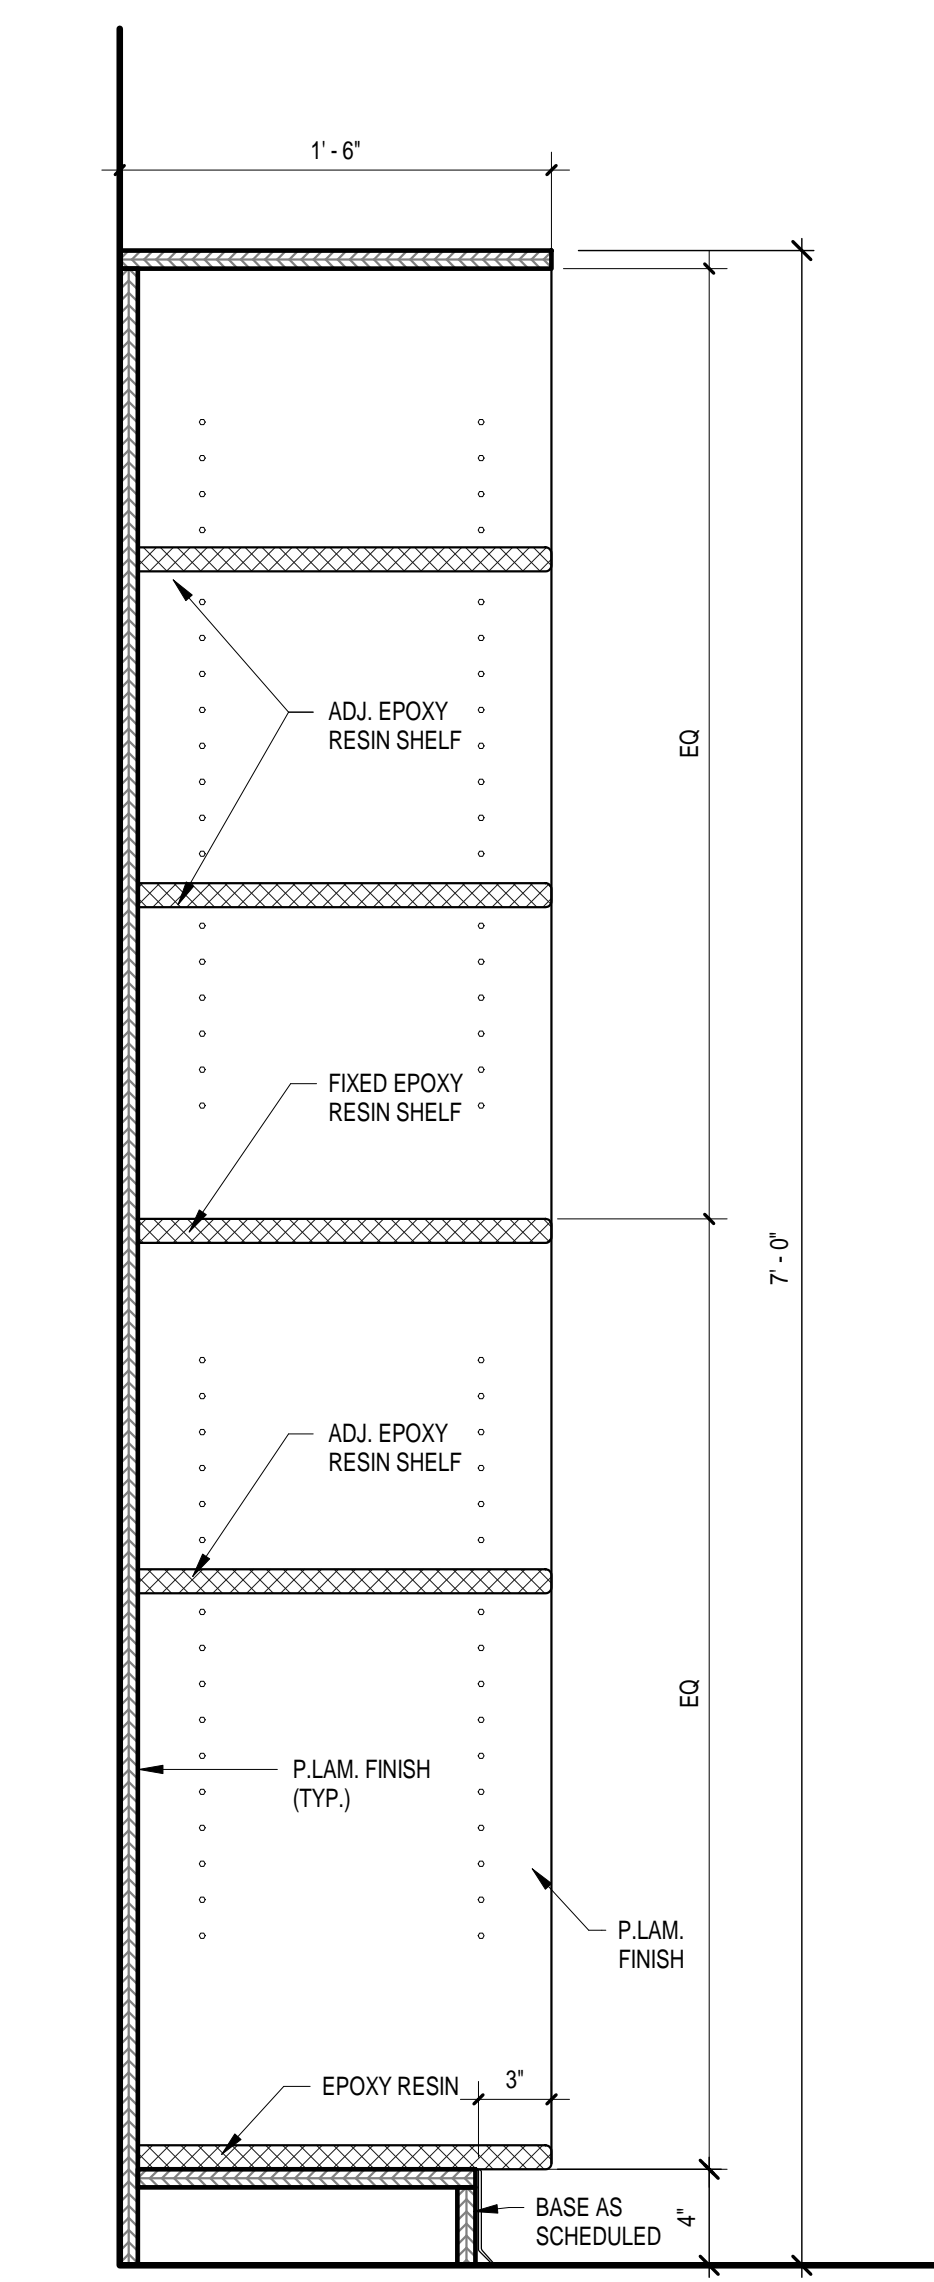 1' - 6"
ADJ. EPOXY
RESIN SHELF
EQ
FIXED EPOXY
RESIN SHELF
7' - 0"
ADJ. EPOXY
RESIN SHELF
EQ
P.LAM. FINISH
(TYP.)
P.LAM.
FINISH
EPOXY RESIN
3"
BASE AS
SCHEDULED
4"